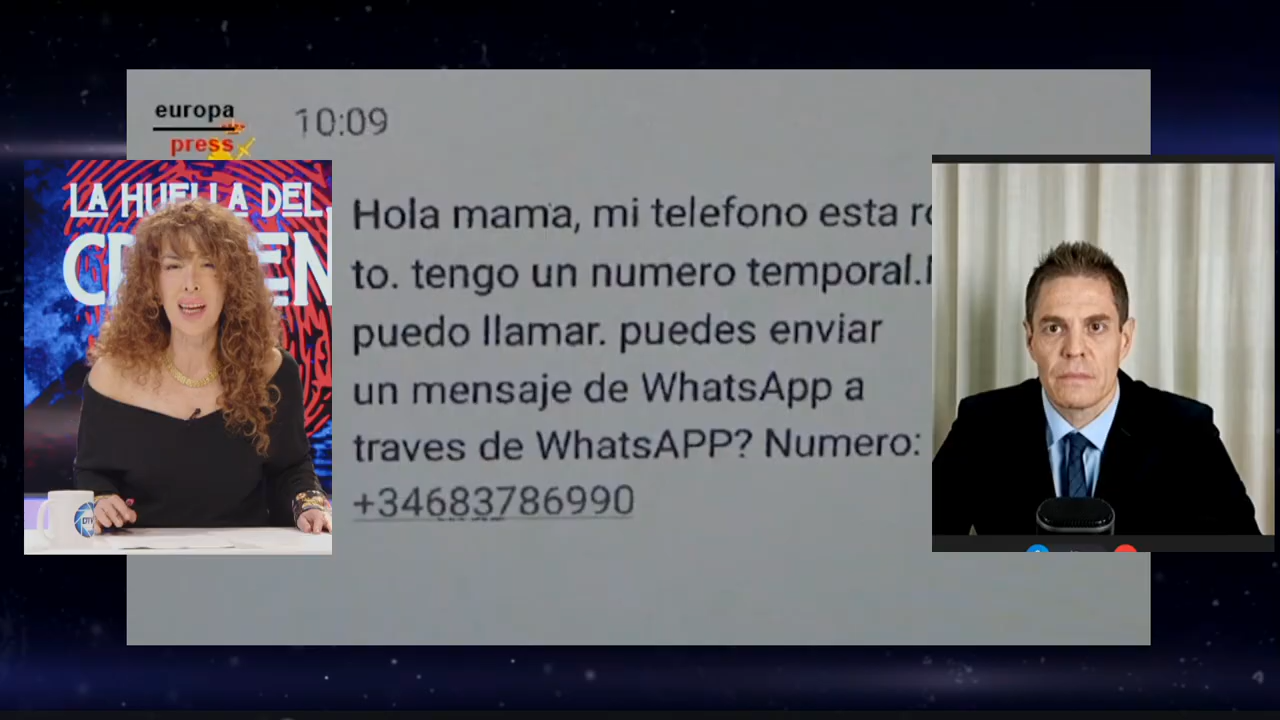 europa
press
10:09
LA HUELLA DEL
Hola mama, mi telefono esta ro
to. tengo un numero temporal.
puedo llamar. puedes enviar
un mensaje de WhatsApp a
traves de WhatsAPP? Numero:
+34683786990